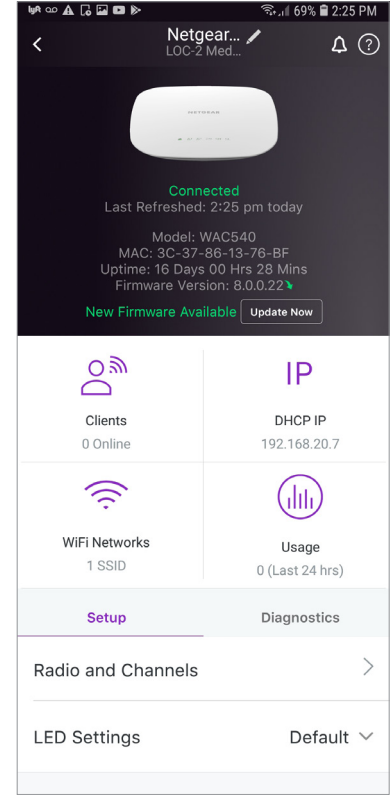 lyft
69% 2:25 PM
Netgear...
LOC-2 Med...
?
NETGEAR
Connected
Last Refreshed: 2:25 pm today
Model: WAC540
MAC: 3C-37-86-13-76-BF
Uptime: 16 Days 00 Hrs 28 Mins
Firmware Version: 8.0.0.22
New Firmware Available Update Now
IP
Clients
DHCP IP
0 Online
192.168.20.7
WiFi Networks
Usage
1 SSID
0 (Last 24 hrs)
Setup
Diagnostics
Radio and Channels
LED Settings
Default